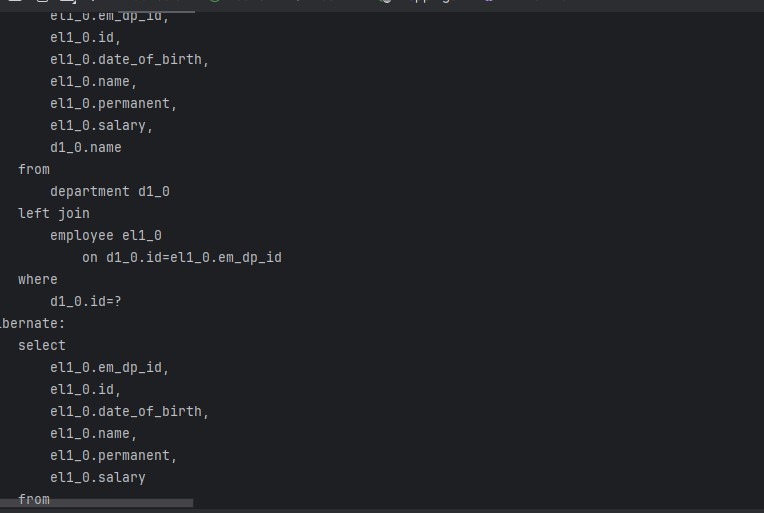 el1_0.em_dp_id,
el1_0.id,
el1_0.date_of_birth,
el1_0.name,
el1_0.permanent,
el1_0.salary,
d1_0.name
from
department d1_0
left join
employee el1_0
on d1_0.id=el1_0.em_dp_id
where
d1_0.id=?
bernate:
select
el1_0.em_dp_id,
el1_0.id,
el1_0.date_of_birth,
el1_0.name,
el1_0.permanent,
el1_0.salary
from